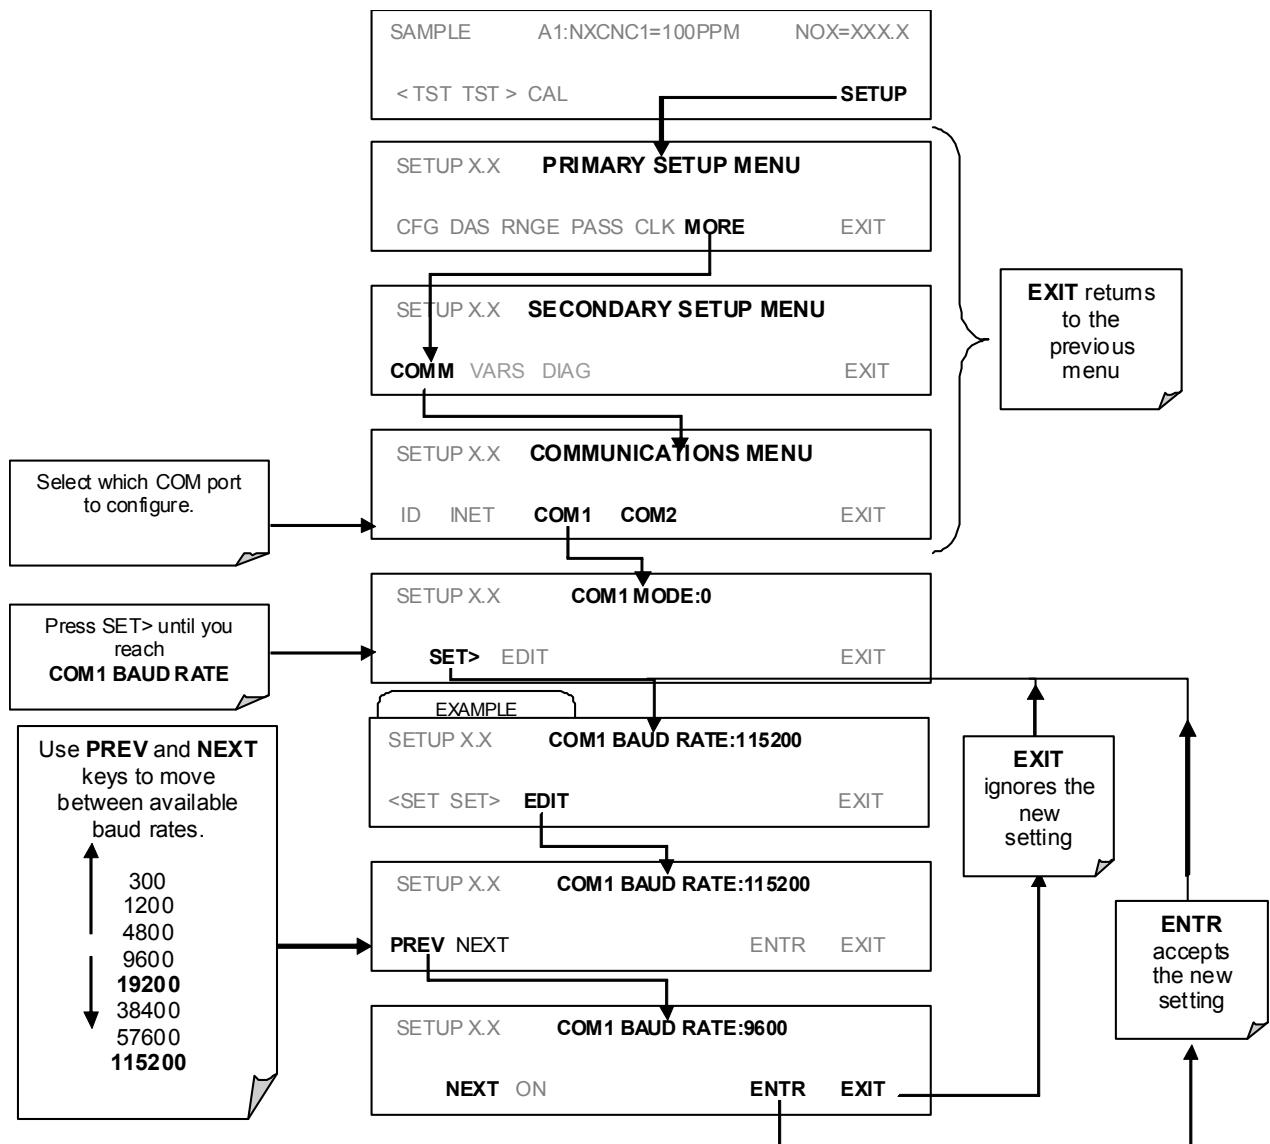 SAMPLE A1:NXCNC1=100PPM NOX=XXX.X
< TST TST > CAL SETUP
SETUP X.X PRIMARY SETUP MENU
CFG DAS RNGE PASS CLK MORE EXIT
SETUP X.X SECONDARY SETUP MENU
COMM VARS DIAG EXIT
EXIT returns
to the
previous
menu
SETUP X.X COMMUNICATIONS MENU
ID INET COM1 COM2 EXIT
Select which COM port
to configure.
SETUP X.X COM1 MODE:0
SET> EDIT EXIT
Press SET> until you
reach
COM1 BAUD RATE
EXAMPLE
SETUP X.X COM1 BAUD RATE:115200
<SET SET> EDIT EXIT
Use PREV and NEXT
keys to move
between available
baud rates.
300
1200
4800
9600
19200
38400
57600
115200
EXIT
ignores the
new
setting
SETUP X.X COM1 BAUD RATE:115200
PREV NEXT ENTR EXIT
ENTR
accepts
the new
setting
SETUP X.X COM1 BAUD RATE:9600
NEXT ON ENTR EXIT